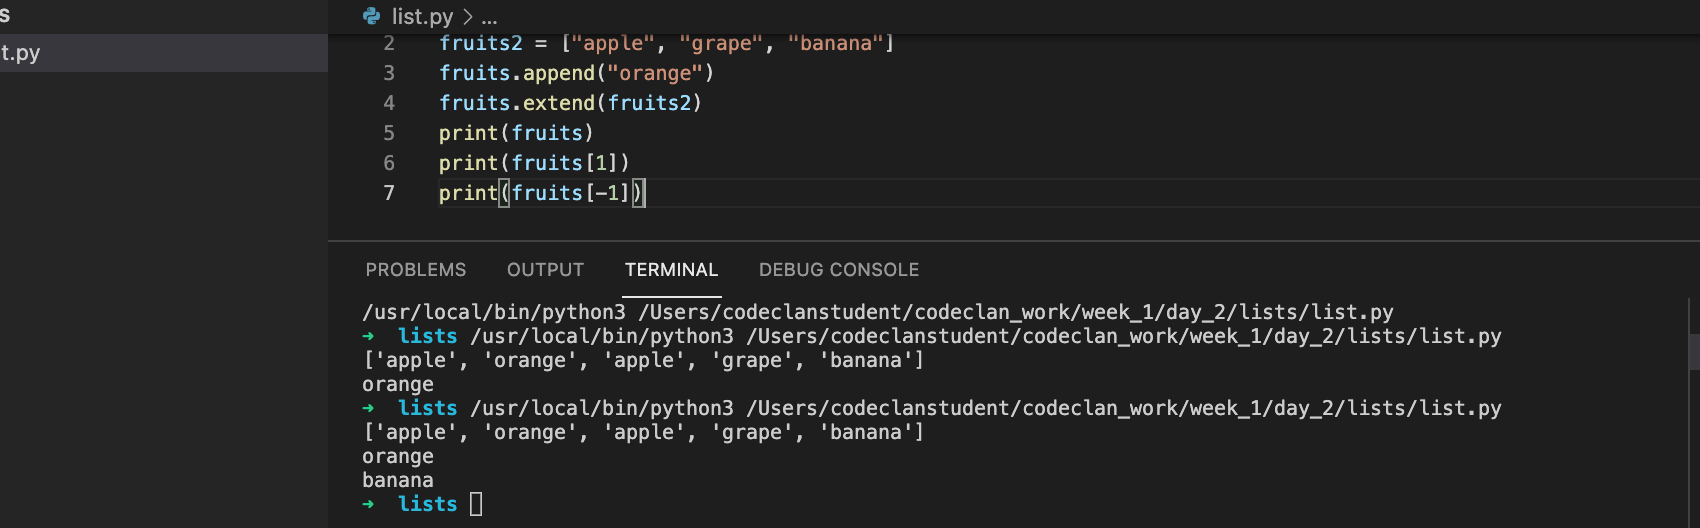 s
list.py > ...
t.py
2 fruits2 = ["apple", "grape", "banana"]
3 fruits.append("orange")
4 fruits.extend(fruits2)
5 print(fruits)
6 print(fruits[1])
7 print(fruits[-1])
PROBLEMS OUTPUT TERMINAL DEBUG CONSOLE
/usr/local/bin/python3 /Users/codeclanstudent/codeclan_work/week_1/day_2/lists/list.py
➜ lists /usr/local/bin/python3 /Users/codeclanstudent/codeclan_work/week_1/day_2/lists/list.py
['apple', 'orange', 'apple', 'grape', 'banana']
orange
➜ lists /usr/local/bin/python3 /Users/codeclanstudent/codeclan_work/week_1/day_2/lists/list.py
['apple', 'orange', 'apple', 'grape', 'banana']
orange
banana
➜ lists